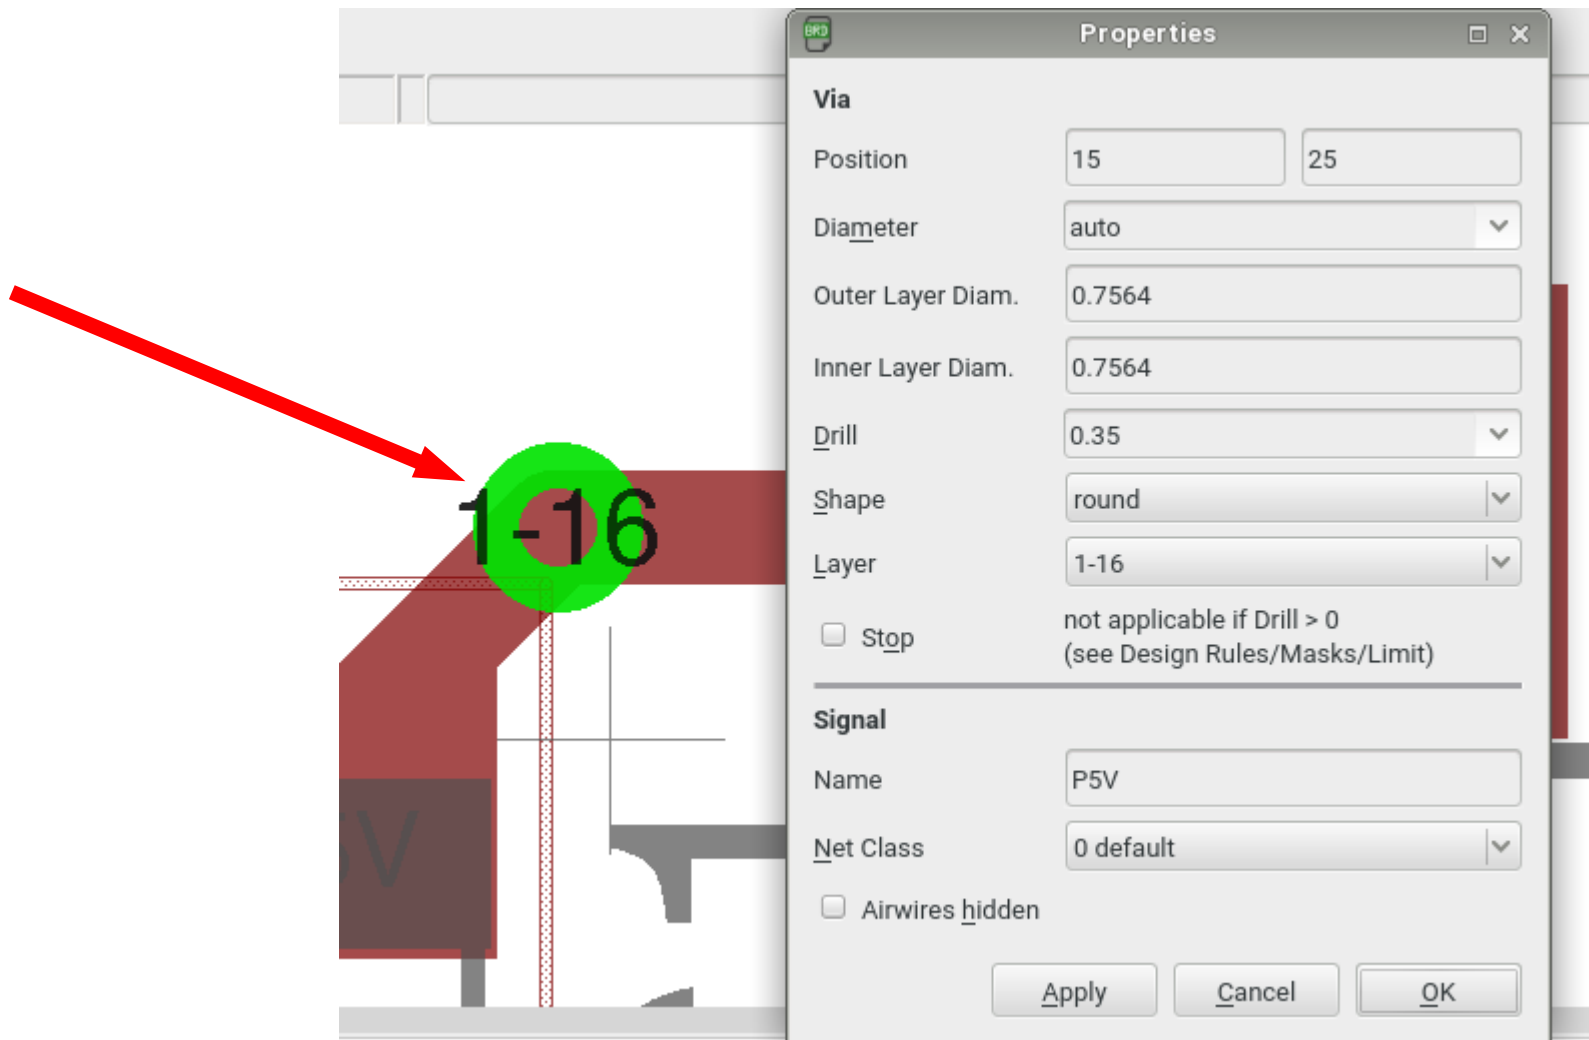 BRD
Properties
Via
Position 15 25
Diameter auto
Outer Layer Diam. 0.7564
Inner Layer Diam. 0.7564
Drill 0.35
Shape round
Layer 1-16
Stop not applicable if Drill > 0
(see Design Rules/Masks/Limit)
Signal
Name P5V
Net Class 0 default
Airwires hidden
Apply Cancel OK
1-16
5V